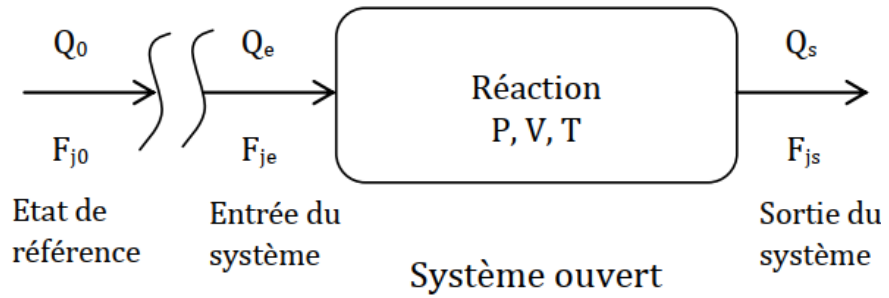 Q₀
Qₑ
Qₛ
Réaction
P, V, T
Fⱼ₀
Fⱼₑ
Fⱼₛ
Etat de
référence
Entrée du
système
Sortie du
système
Système ouvert